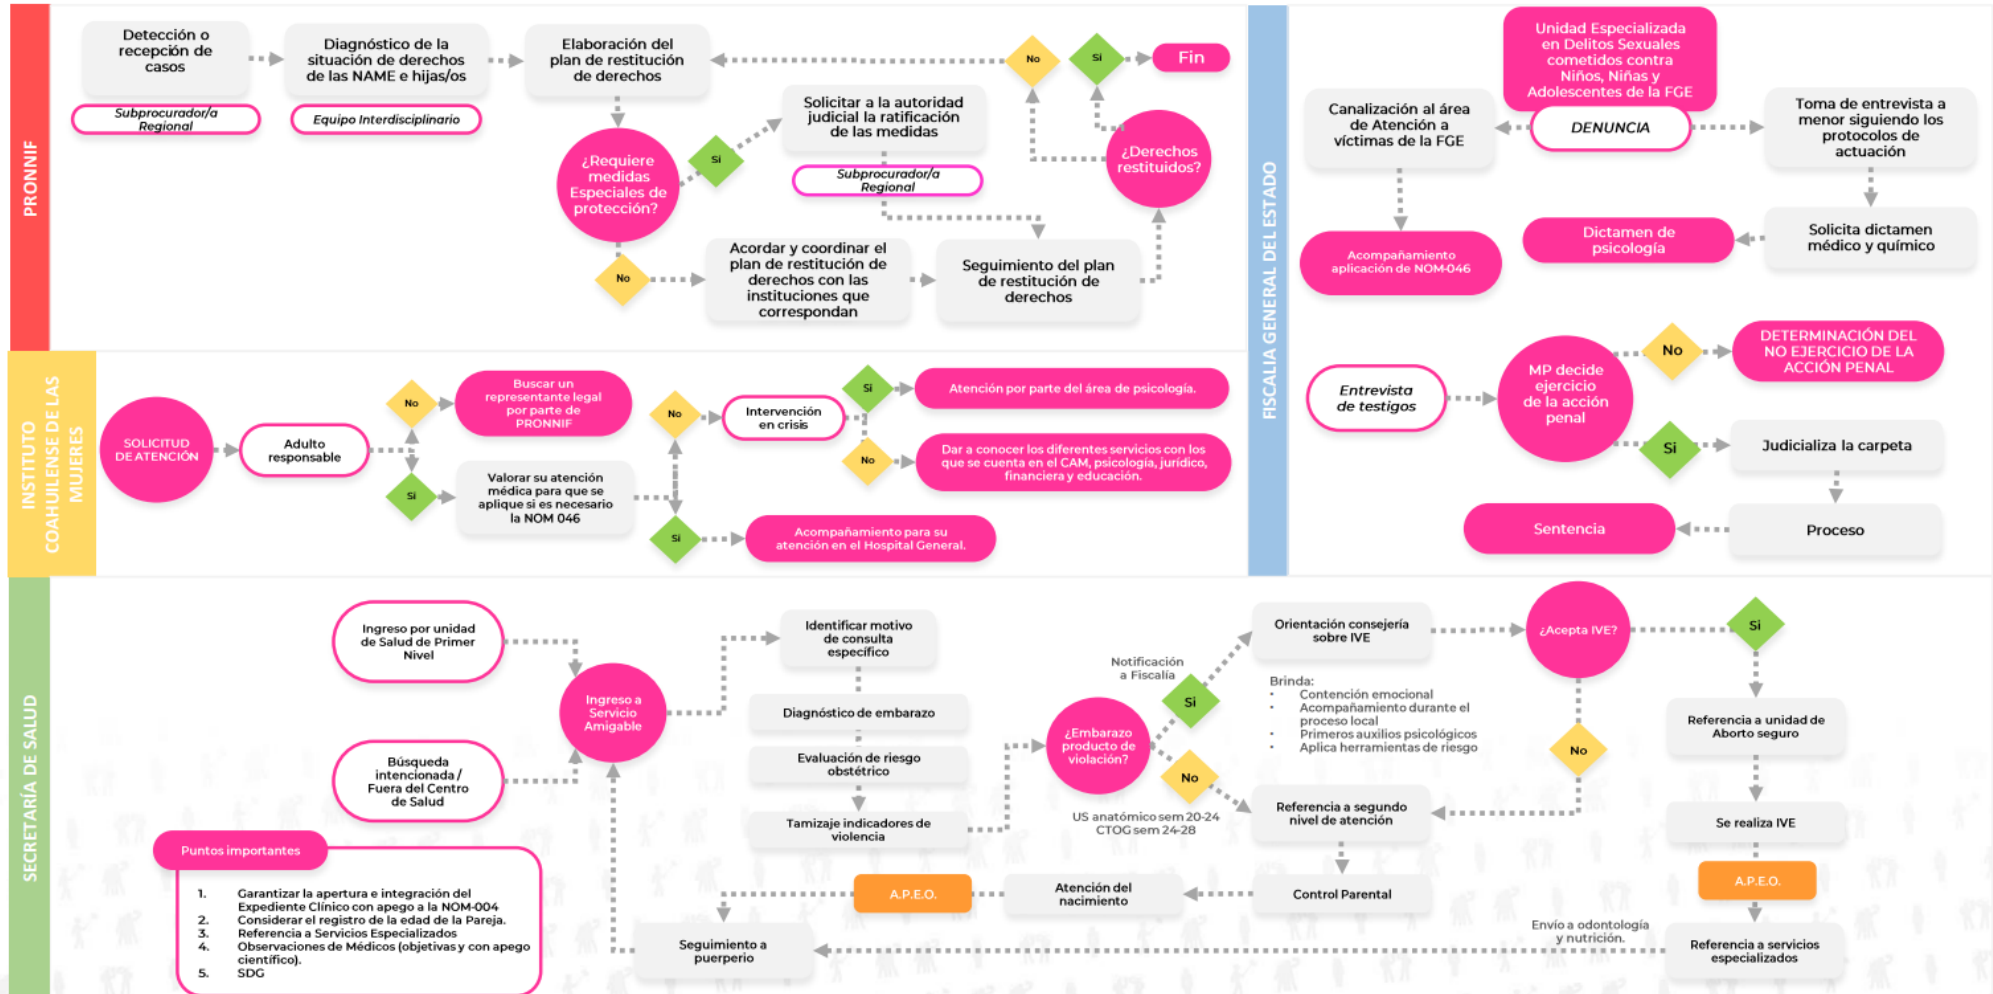 PRONNIF
Detección o
recepción de
casos
Subprocurador/a
Regional
Diagnóstico de la
situación de derechos
de las NAME e hijas/os
Equipo Interdisciplinario
Elaboración del
plan de restitución
de derechos
¿Requiere
medidas
Especiales de
protección?
Si
No
Solicitar a la autoridad
judicial la ratificación
de las medidas
Subprocurador/a
Regional
Acordar y coordinar el
plan de restitución de
derechos con las
instituciones que
correspondan
Seguimiento del plan
de restitución de
derechos
¿Derechos
restituidos?
No
Si
Fin
FISCALIA GENERAL DEL ESTADO
Unidad Especializada
en Delitos Sexuales
cometidos contra
Niños, Niñas y
Adolescentes de la FGE
DENUNCIA
Canalización al área
de Atención a
víctimas de la FGE
Acompañamiento
aplicación de NOM-046
Toma de entrevista a
menor siguiendo los
protocolos de
actuación
Solicita dictamen
médico y químico
Dictamen de
psicología
Entrevista
de testigos
MP decide
ejercicio
de la acción
penal
No
DETERMINACIÓN DEL
NO EJERCICIO DE LA
ACCIÓN PENAL
Si
Judicializa la carpeta
Proceso
Sentencia
INSTITUTO
COAHUILENSE DE LAS
MUJERES
SOLICITUD
DE ATENCIÓN
Adulto
responsable
No
Buscar un
representante legal
por parte de
PRONNIF
Si
Valorar su atención
médica para que se
aplique si es necesario
la NOM 046
No
Intervención
en crisis
Si
Atención por parte del área de psicología.
No
Dar a conocer los diferentes servicios con los
que se cuenta en el CAM, psicología, jurídico,
financiera y educación.
Si
Acompañamiento para su
atención en el Hospital General.
SECRETARÍA DE SALUD
Ingreso por unidad
de Salud de Primer
Nivel
Búsqueda
intencionada /
Fuera del Centro
de Salud
Ingreso a
Servicio
Amigable
Identificar motivo
de consulta
específico
Diagnóstico de embarazo
Evaluación de riesgo
obstétrico
Tamizaje indicadores de
violencia
¿Embarazo
producto de
violación?
Notificación
a Fiscalía
Si
No
US anatómico sem 20-24
CTOG sem 24-28
Orientación consejería
sobre IVE
Brinda:
• Contención emocional
• Acompañamiento durante el
proceso local
• Primeros auxilios psicológicos
• Aplica herramientas de riesgo
¿Acepta IVE?
Si
No
Referencia a segundo
nivel de atención
Control Parental
Atención del
nacimiento
A.P.E.O.
Seguimiento a
puerperio
Referencia a unidad de
Aborto seguro
Se realiza IVE
A.P.E.O.
Referencia a servicios
especializados
Envío a odontología
y nutrición.
Puntos importantes
1. Garantizar la apertura e integración del
Expediente Clínico con apego a la NOM-004
2. Considerar el registro de la edad de la Pareja.
3. Referencia a Servicios Especializados
4. Observaciones de Médicos (objetivas y con apego
científico).
5. SDG